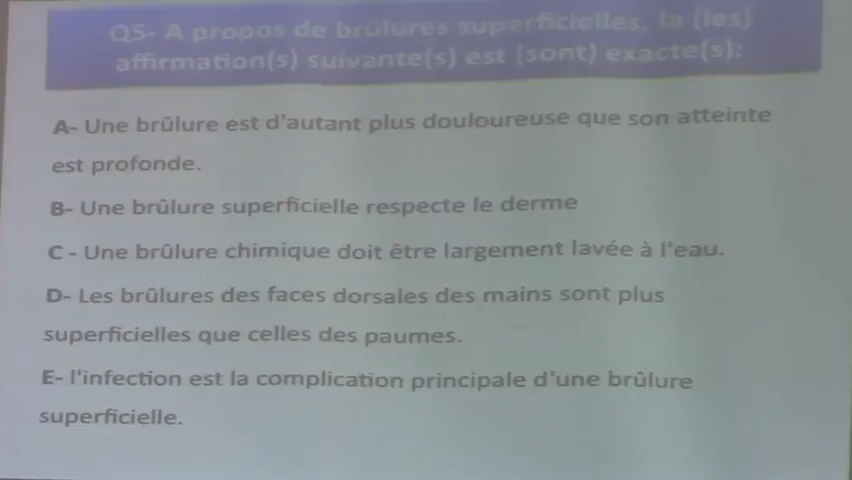 Q5- A propos de brûlures superficielles, la (les)
affirmation(s) suivante(s) est (sont) exacte(s):
A- Une brûlure est d'autant plus douloureuse que son atteinte
est profonde.
B- Une brûlure superficielle respecte le derme
C - Une brûlure chimique doit être largement lavée à l'eau.
D- Les brûlures des faces dorsales des mains sont plus
superficielles que celles des paumes.
E- l'infection est la complication principale d'une brûlure
superficielle.